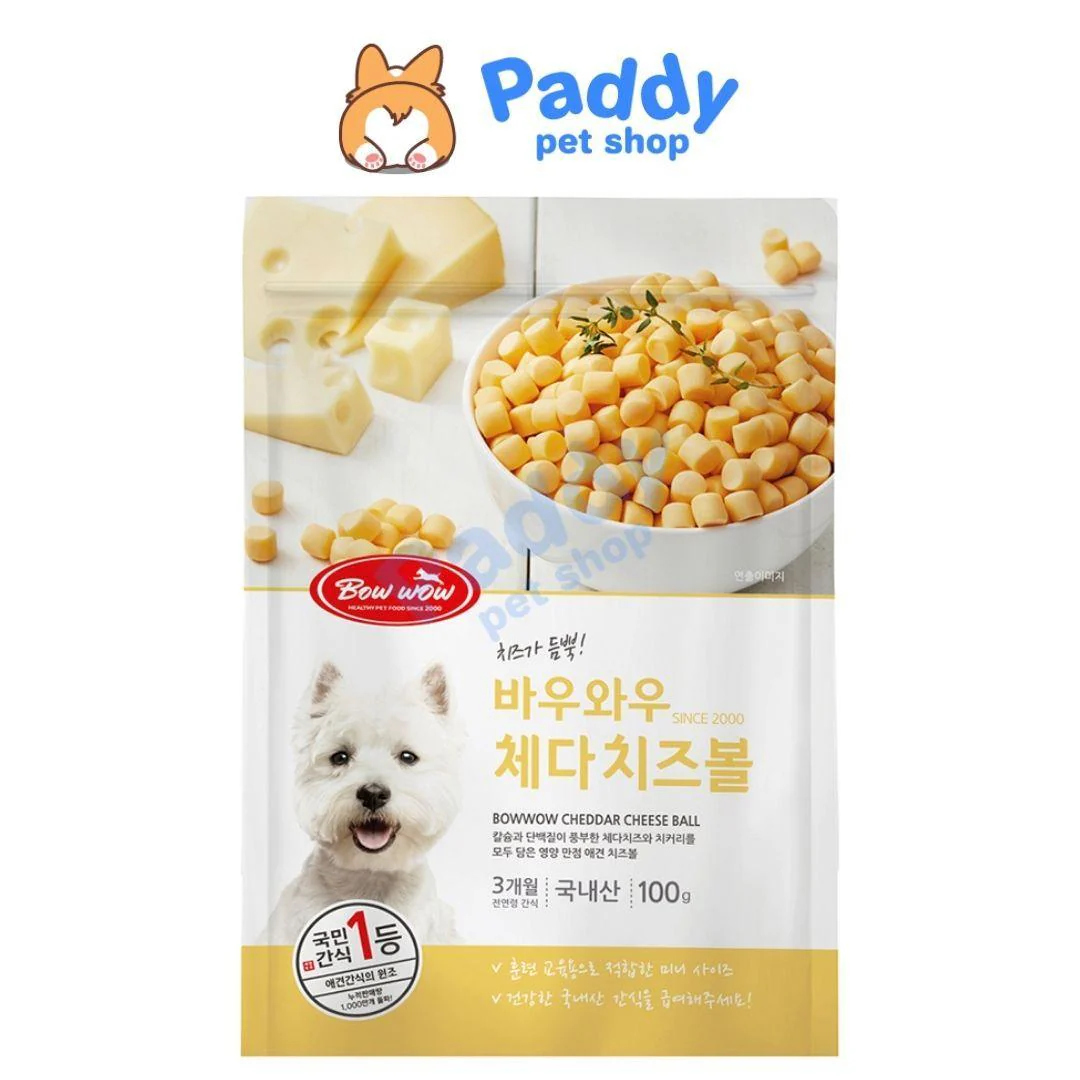 Paddy
pet shop
연출이미지
BOW WOW
HEALTHY PET FOOD SINCE 2000
Paddy
pet shop
치즈가 듬뿍!
바우와우
SINCE 2000
체다치즈볼
BOWWOW CHEDDAR CHEESE BALL
칼슘과 단백질이 풍부한 체다치즈와 치커리를
모두 담은 영양 만점 애견 치즈볼
3개월
전연령 간식
국내산
100g
국민
간식
1등
애견간식의 원조
누적판매량
1,000만개 돌파!
✓ 훈련 교육용으로 적합한 미니 사이즈
✓ 건강한 국내산 간식을 급여해주세요!